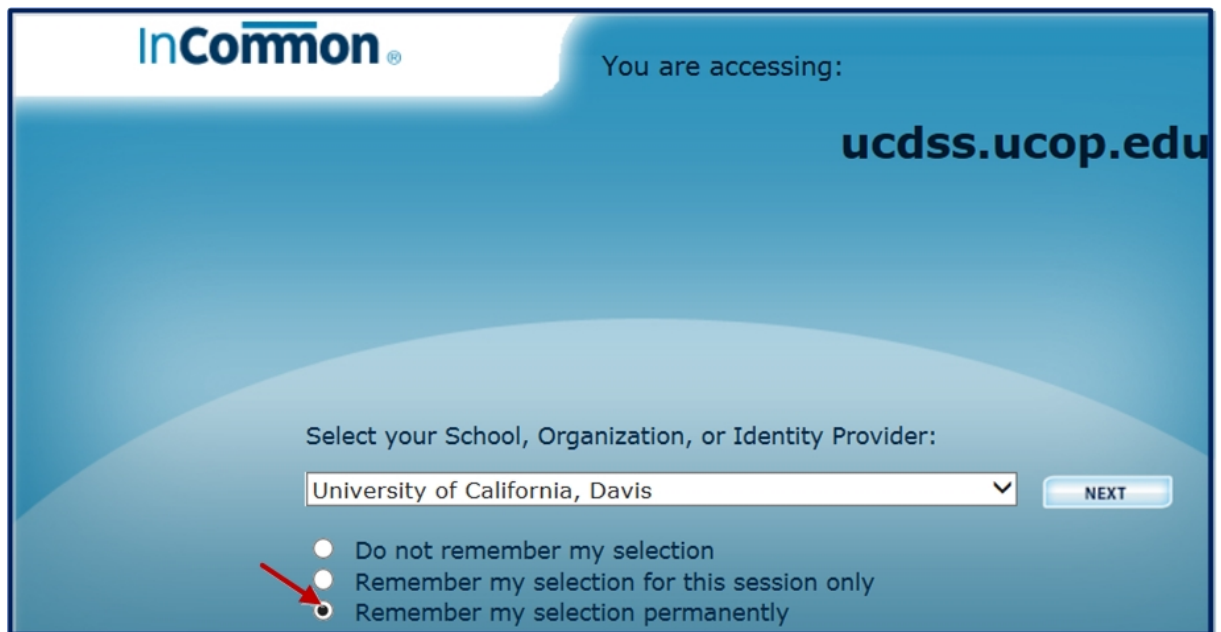 InCommon®
You are accessing:
ucdss.ucop.edu
Select your School, Organization, or Identity Provider:
University of California, Davis
NEXT
Do not remember my selection
Remember my selection for this session only
Remember my selection permanently